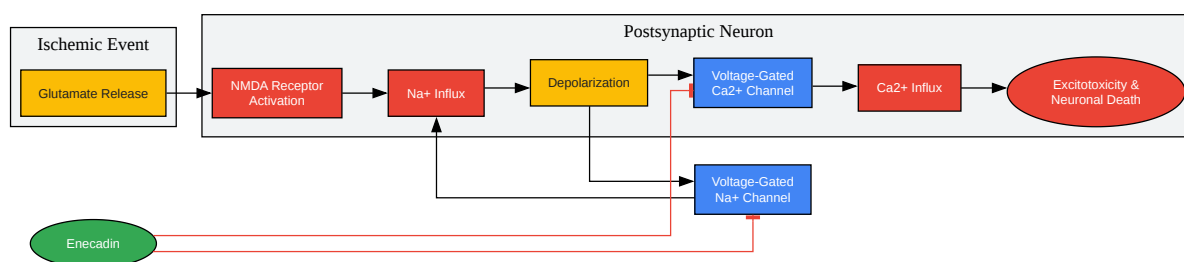 Ischemic Event
Glutamate Release
Postsynaptic Neuron
NMDA Receptor
Activation
Na+ Influx
Depolarization
Voltage-Gated
Ca2+ Channel
Ca2+ Influx
Excitotoxicity &
Neuronal Death
Voltage-Gated
Na+ Channel
Enecadin